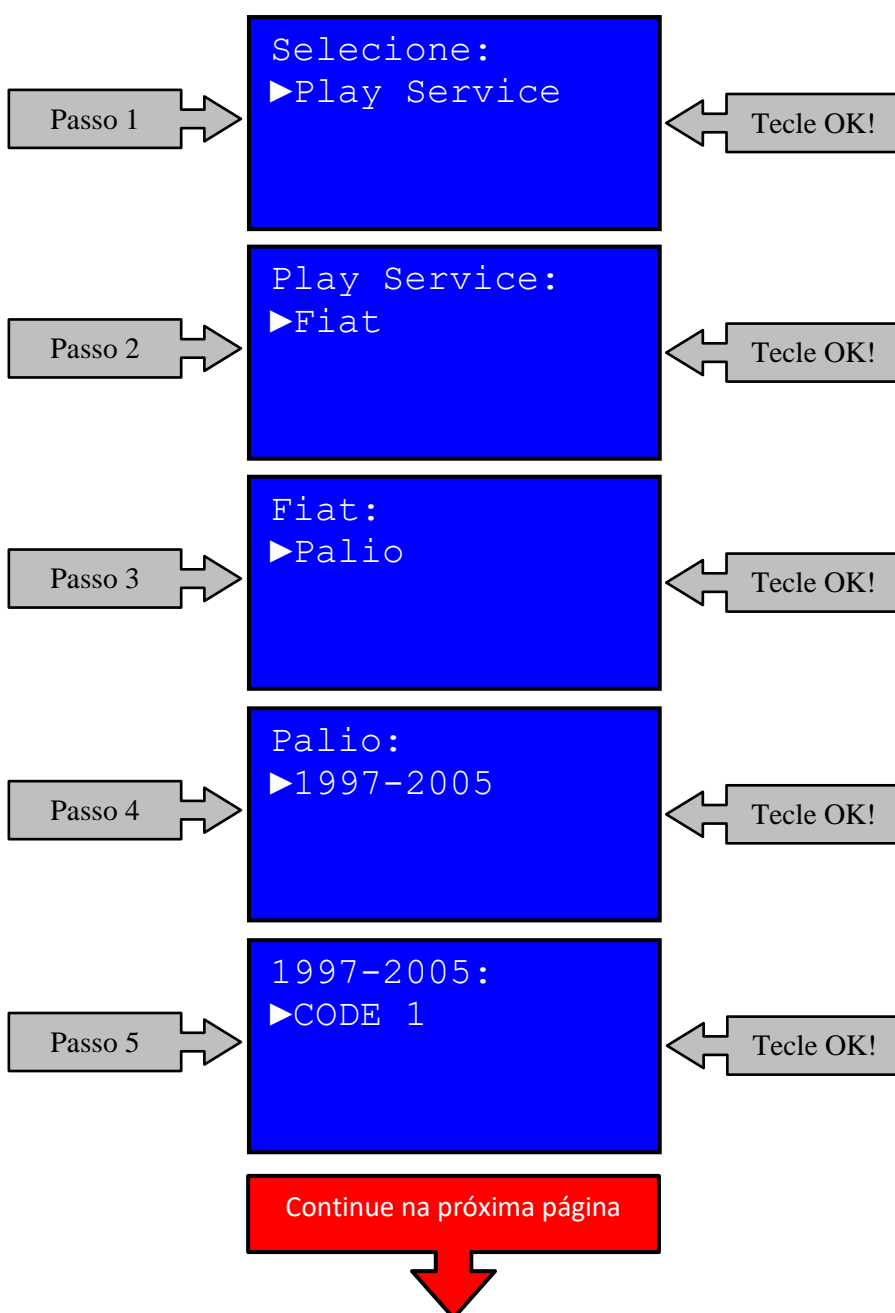 Selecione:
►Play Service
Passo 1
Tecle OK!
Play Service:
►Fiat
Passo 2
Tecle OK!
Fiat:
►Palio
Passo 3
Tecle OK!
Palio:
►1997-2005
Passo 4
Tecle OK!
1997-2005:
►CODE 1
Passo 5
Tecle OK!
Continue na próxima página